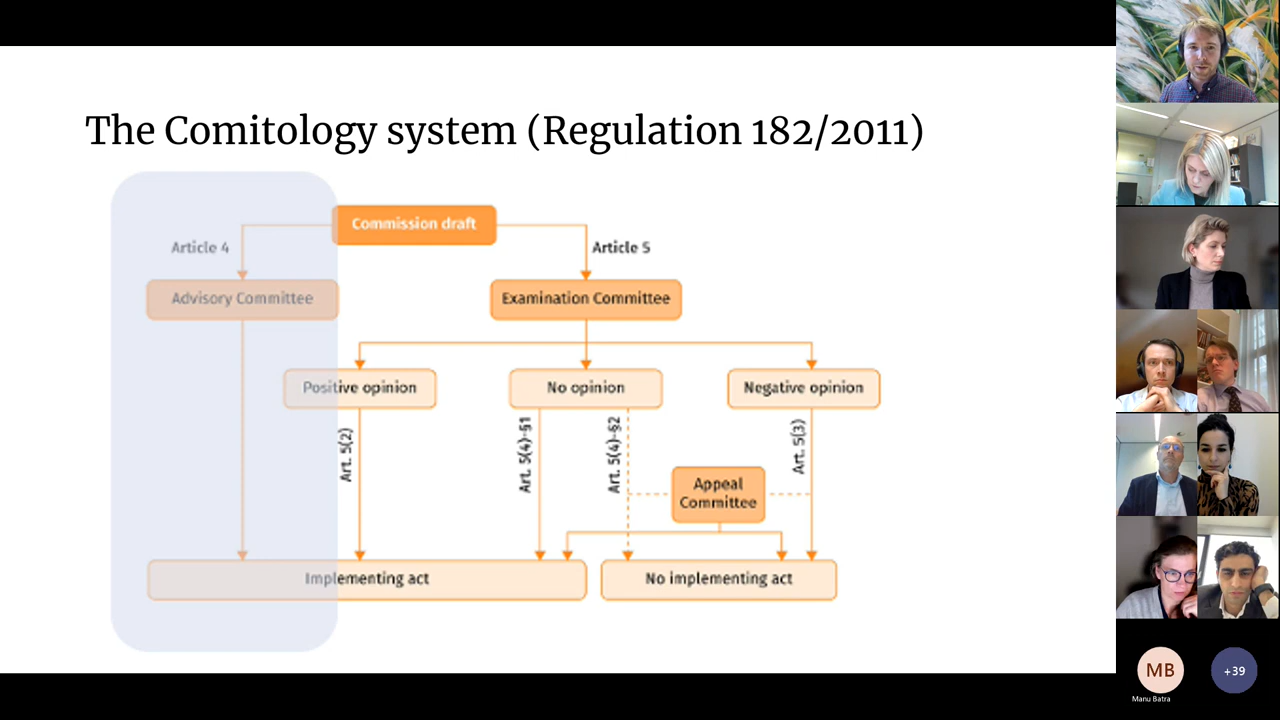 The Comitology system (Regulation 182/2011)
Commission draft
Article 4
Article 5
Advisory Committee
Examination Committee
Positive opinion
No opinion
Negative opinion
Art. 5(2)
Art. 5(4)-§1
Art. 5(4)-§2
Art. 5(3)
Appeal
Committee
Implementing act
No implementing act
MB
+39
Manu Batra